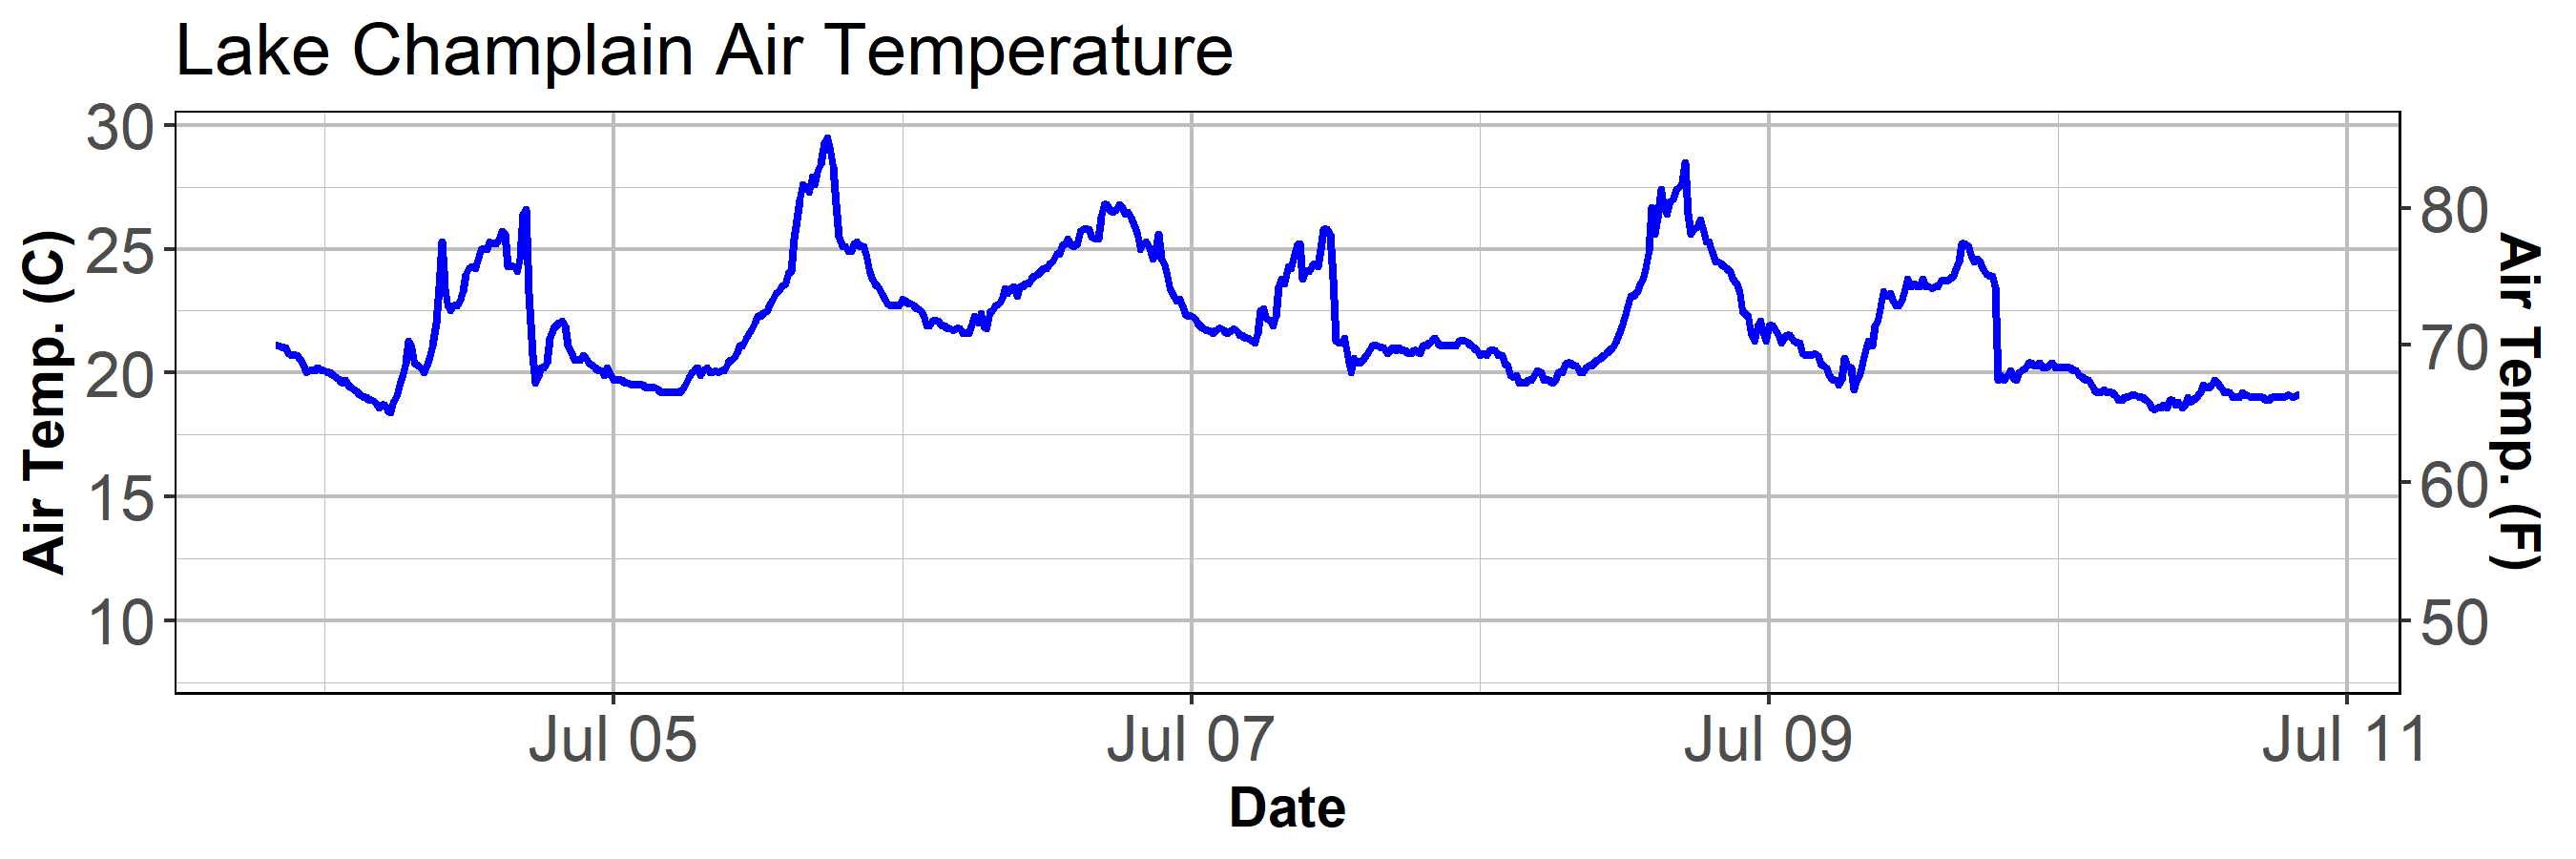 Lake Champlain Air Temperature
Air Temp. (C)
30
25
20
15
10
80
70
60
50
Air Temp. (F)
Jul 05
Jul 07
Jul 09
Jul 11
Date